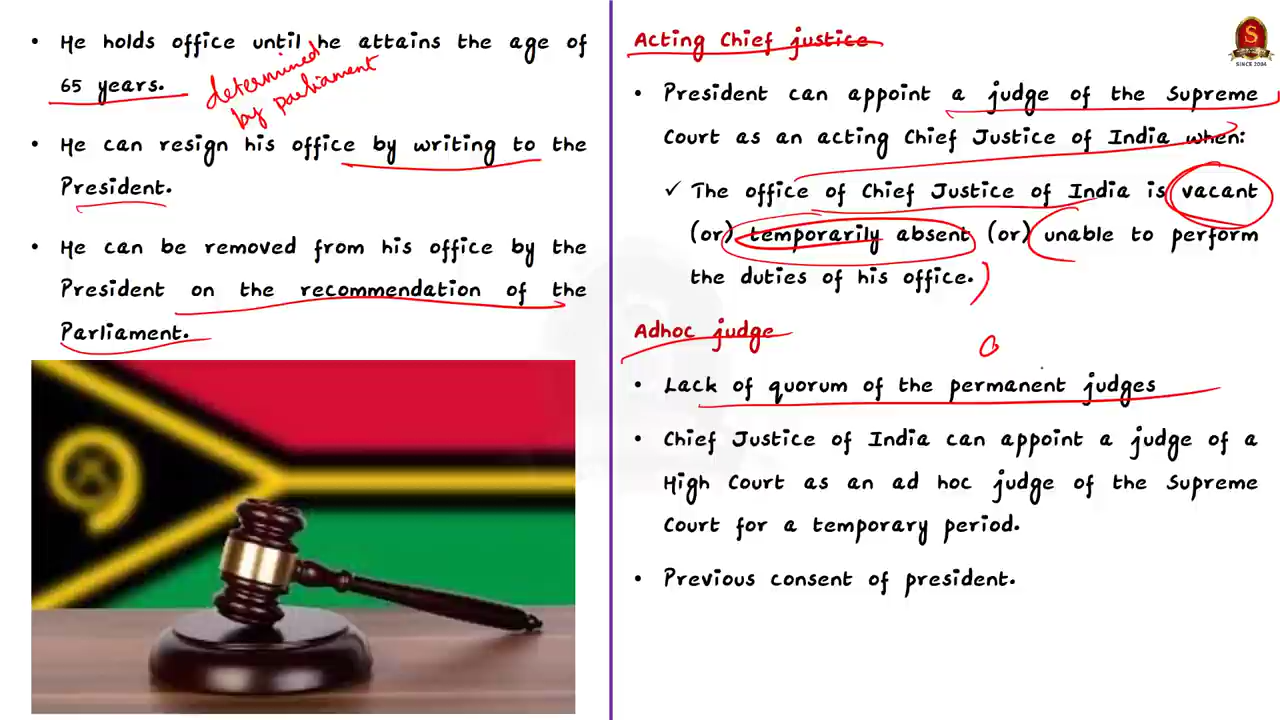 • He holds office until he attains the age of
65 years.
determined
by parliament
• He can resign his office by writing to the
President.
• He can be removed from his office by the
President on the recommendation of the
Parliament.
Acting Chief justice
• President can appoint a judge of the Supreme
Court as an acting Chief Justice of India when:
✓ The office of Chief Justice of India is vacant
(or) temporarily absent (or) unable to perform
the duties of his office.
Adhoc judge
• Lack of quorum of the permanent judges
• Chief Justice of India can appoint a judge of a
High Court as an ad hoc judge of the Supreme
Court for a temporary period.
• Previous consent of president.
S
SINCE 2004